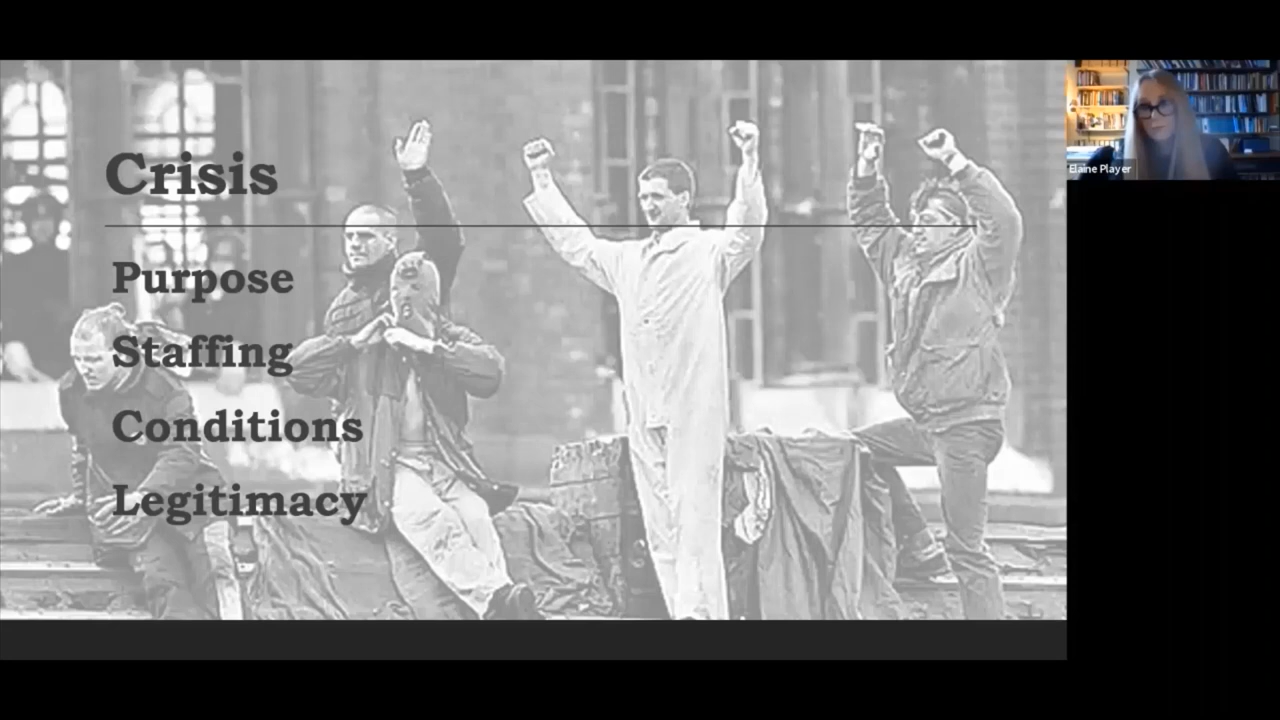 Crisis
Purpose
Staffing
Conditions
Legitimacy
Elaine Player